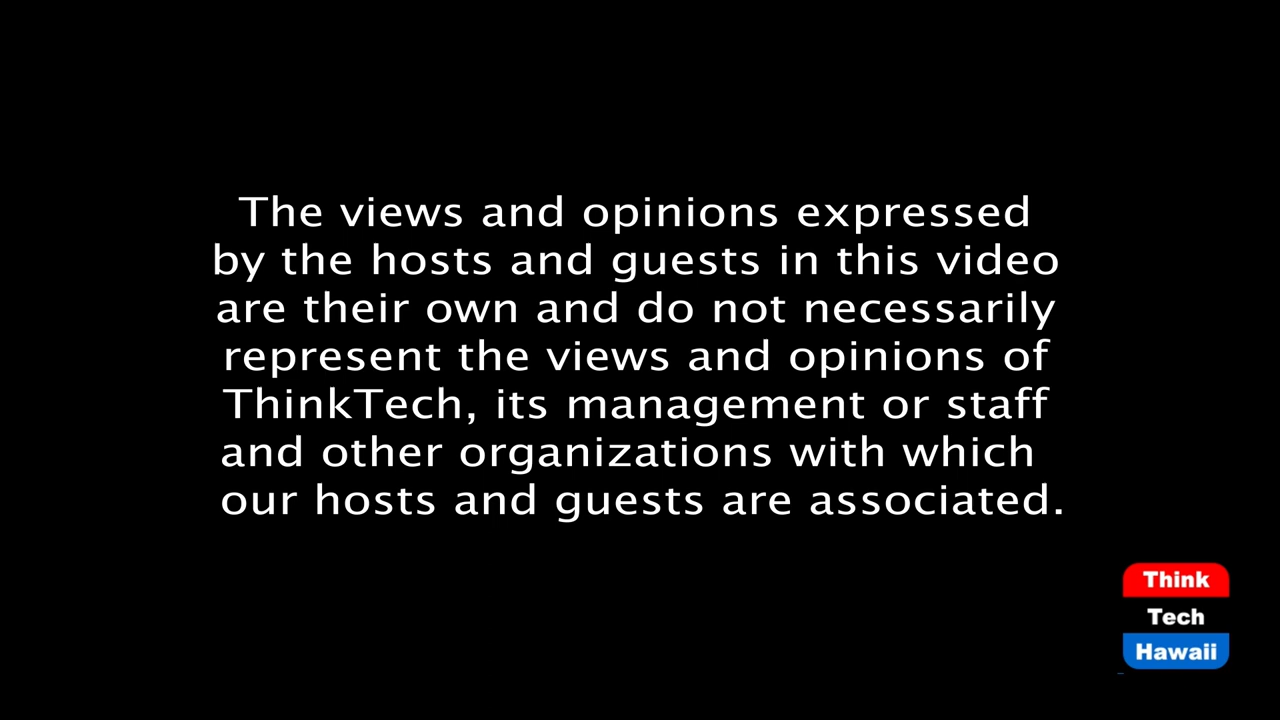 The views and opinions expressed
by the hosts and guests in this video
are their own and do not necessarily
represent the views and opinions of
ThinkTech, its management or staff
and other organizations with which
our hosts and guests are associated.
Think
Tech
Hawaii